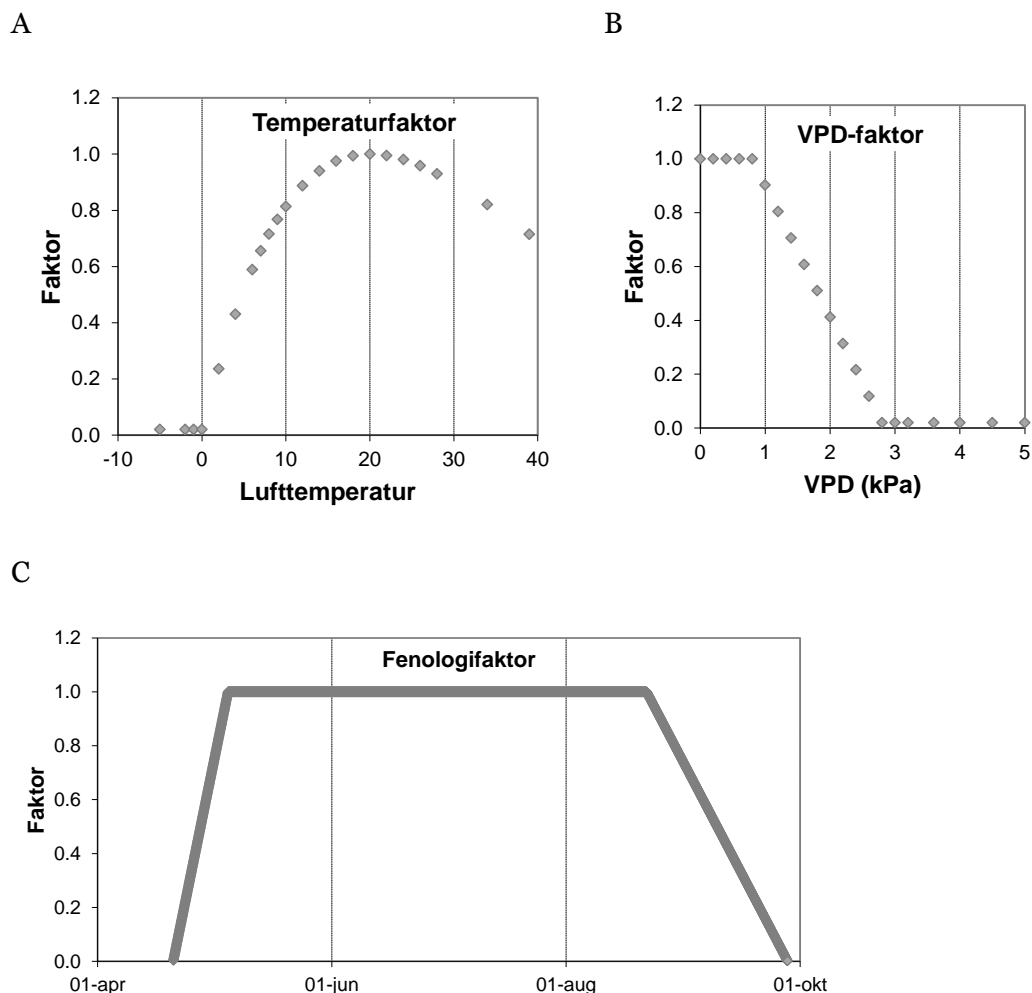 A
Temperaturfaktor
Faktor
1.2
1.0
0.8
0.6
0.4
0.2
0.0
-10
0
10
20
30
40
Lufttemperatur
B
VPD-faktor
Faktor
1.2
1.0
0.8
0.6
0.4
0.2
0.0
0
1
2
3
4
5
VPD (kPa)
C
Fenologifaktor
Faktor
1.2
1.0
0.8
0.6
0.4
0.2
0.0
01-apr
01-jun
01-aug
01-okt